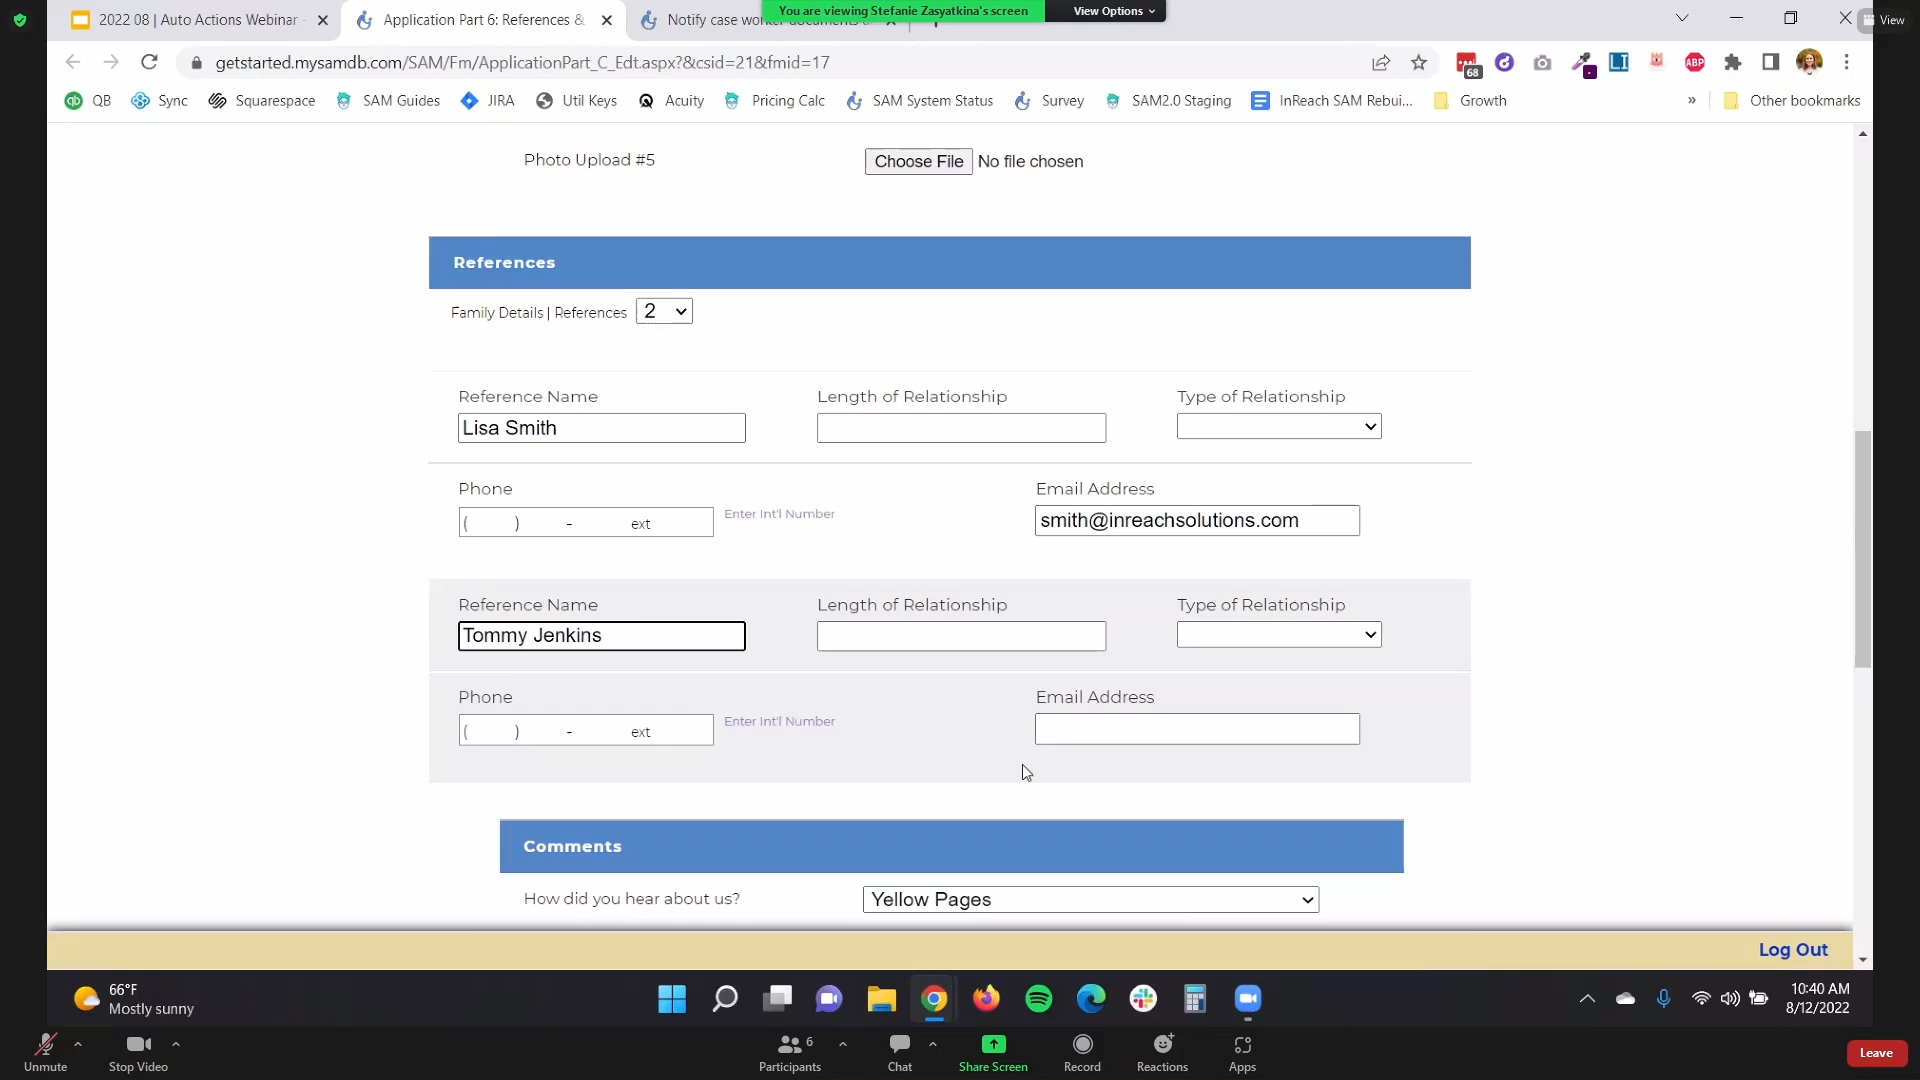 2022 08 | Auto Actions Webinar
Application Part 6: References &
Notify case worker documents a
You are viewing Stefanie Zasyatkina's screen
View Options
View
getstarted.mysamdb.com/SAM/Fm/ApplicationPart_C_Edt.aspx?&csid=21&fmid=17
68
LI
ABP
qb QB
Sync
Squarespace
SAM Guides
JIRA
Util Keys
Acuity
Pricing Calc
SAM System Status
Survey
SAM2.0 Staging
InReach SAM Rebui...
Growth
»
Other bookmarks
Photo Upload #5
Choose File No file chosen
References
Family Details | References 2
Reference Name
Length of Relationship
Type of Relationship
Lisa Smith
Phone
Email Address
( ) - ext
Enter Int'l Number
smith@inreachsolutions.com
Reference Name
Length of Relationship
Type of Relationship
Tommy Jenkins
Phone
Email Address
( ) - ext
Enter Int'l Number
Comments
How did you hear about us?
Yellow Pages
Log Out
66°F
Mostly sunny
10:40 AM
8/12/2022
Unmute
Stop Video
6
Participants
Chat
Share Screen
Record
Reactions
Apps
Leave